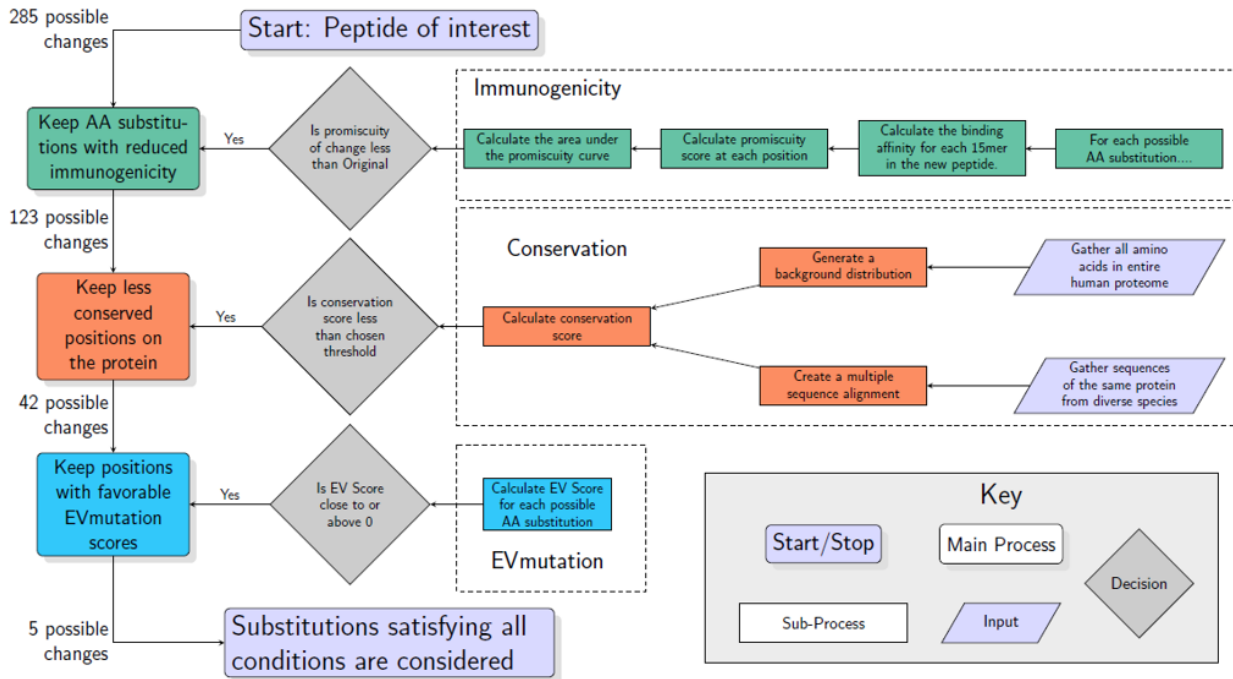 285 possible
changes
Start: Peptide of interest
Immunogenicity
Keep AA substitu-
tions with reduced
immunogenicity
Yes
Is promiscuity
of change less
than Original
Calculate the area under
the promiscuity curve
Calculate promiscuity
score at each position
Calculate the binding
affinity for each 15mer
in the new peptide.
For each possible
AA substitution....
123 possible
changes
Conservation
Keep less
conserved
positions on
the protein
Yes
Is conservation
score less
than chosen
threshold
Calculate conservation
score
Generate a
background distribution
Gather all amino
acids in entire
human proteome
Create a multiple
sequence alignment
Gather sequences
of the same protein
from diverse species
42 possible
changes
Keep positions
with favorable
EVmutation
scores
Yes
Is EV Score
close to or
above 0
Calculate EV Score
for each possible
AA substitution
EVmutation
Key
Start/Stop
Main Process
Decision
Sub-Process
Input
5 possible
changes
Substitutions satisfying all
conditions are considered